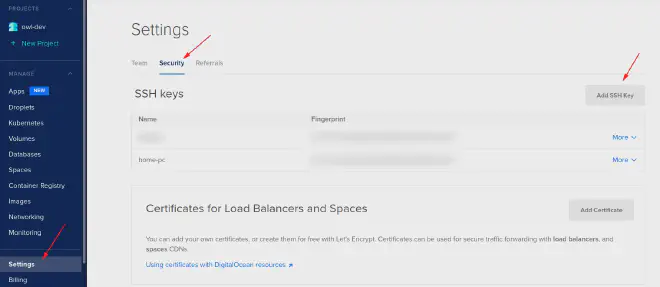 PROJECTS
owl-dev
+ New Project
MANAGE
Apps NEW
Droplets
Kubernetes
Volumes
Databases
Spaces
Container Registry
Images
Networking
Monitoring
Settings
Billing
Settings
Team Security Referrals
SSH keys
Add SSH Key
Name Fingerprint
More
home-pc More
Certificates for Load Balancers and Spaces
Add Certificate
You can add your own certificates, or create them for free with Let's Encrypt. Certificates can be used for secure traffic forwarding with load balancers, and
spaces CDNs.
Using certificates with DigitalOcean resources